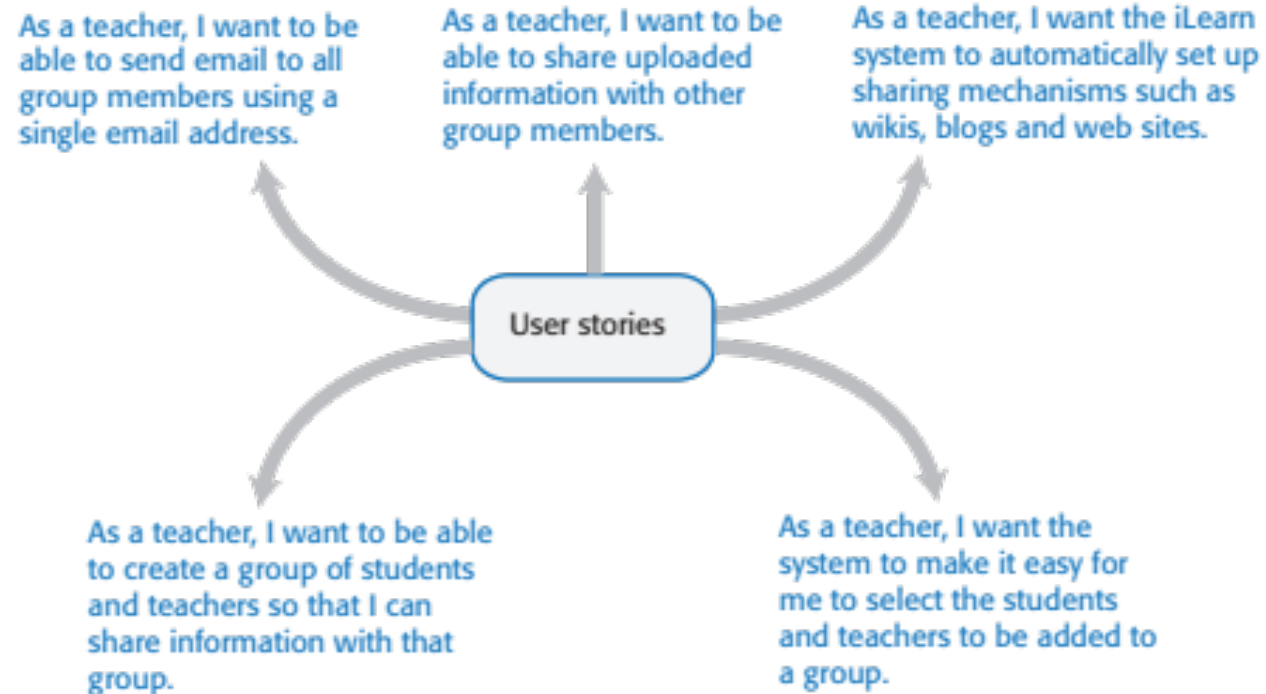 As a teacher, I want to be
able to send email to all
group members using a
single email address.
As a teacher, I want to be
able to share uploaded
information with other
group members.
As a teacher, I want the iLearn
system to automatically set up
sharing mechanisms such as
wikis, blogs and web sites.
User stories
As a teacher, I want to be able
to create a group of students
and teachers so that I can
share information with that
group.
As a teacher, I want the
system to make it easy for
me to select the students
and teachers to be added to
a group.